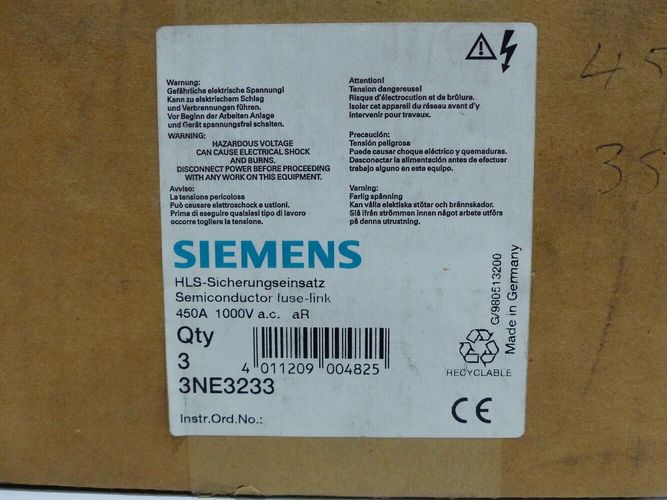 Warnung:
Gefährliche elektrische Spannung!
Kann zu elektrischem Schlag
und Verbrennungen führen.
Vor Beginn der Arbeiten Anlage
und Gerät spannungsfrei schalten.
WARNING:
HAZARDOUS VOLTAGE
CAN CAUSE ELECTRICAL SHOCK
AND BURNS.
DISCONNECT POWER BEFORE PROCEEDING
WITH ANY WORK ON THIS EQUIPMENT.
Avviso:
La tensione pericolosa
Può causare elettroschock e ustioni.
Prima di eseguire qualsiasi tipo di lavoro
occorre togliere la tensione.
Attention!
Tension dangereuse!
Risque d'électrocution et de brûlure.
Isoler cet appareil du réseau avant d'y
intervenir pour travaux.
Precaución:
Tensión peligrosa
Puede causar choque eléctrico y quemaduras.
Desconectar la alimentación antes de efectuar
trabajo alguno en este equipo.
Varning:
Farlig spänning
Kan vålla elektiska stötar och brännskador.
Slå ifrån strömmen innan något arbete utförs
på denna utrustning.
SIEMENS
HLS-Sicherungseinsatz
Semiconductor fuse-link
450A 1000V a.c. aR
Qty
3
4 011209 004825
3NE3233
Instr.Ord.No.:
G/980513200
Made in Germany
RECYCLABLE
CE
45
35